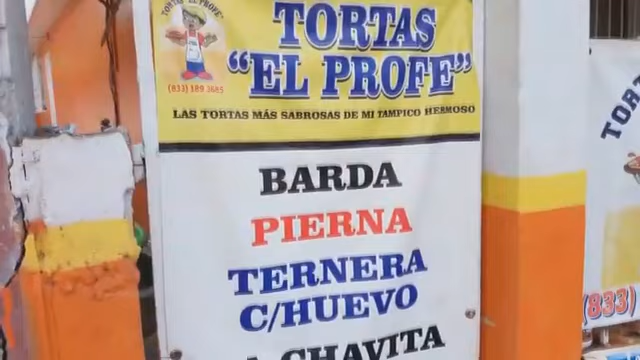 TORTAS "EL PROFE"
(833) 189 3685
TORTAS
"EL PROFE"
LAS TORTAS MÁS SABROSAS DE MI TAMPICO HERMOSO
BARDA
PIERNA
TERNERA
C/HUEVO
CHAVITA
TORT
(833)